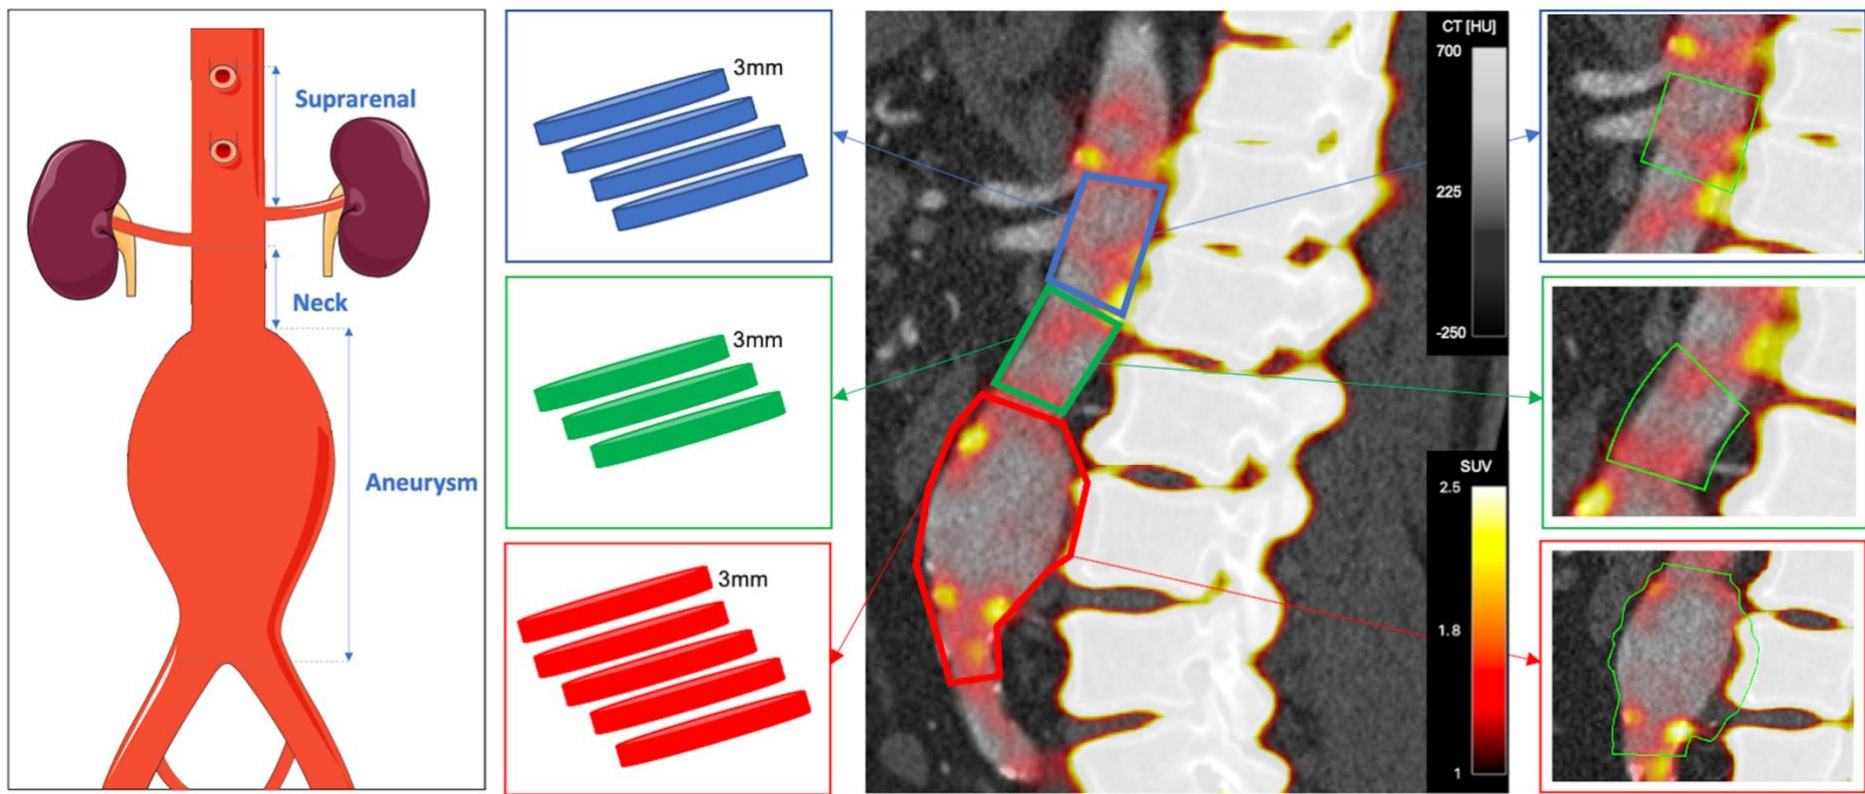 Suprarenal
Neck
Aneurysm
3mm
3mm
3mm
CT [HU]
700
225
-250
SUV
2.5
1.8
1